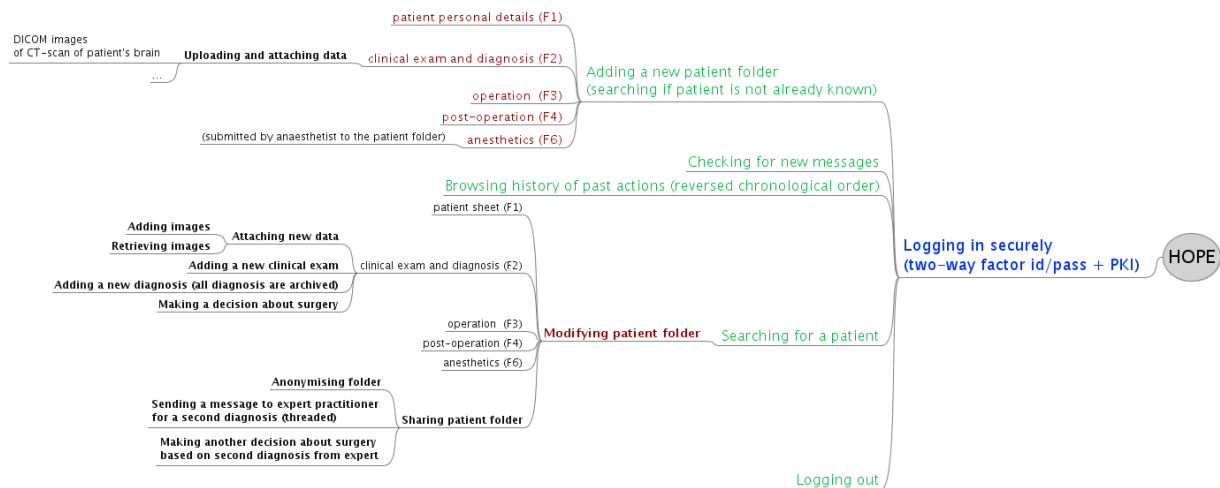 patient personal details (F1)
DICOM images
of CT-scan of patient's brain
Uploading and attaching data
clinical exam and diagnosis (F2)
...
Adding a new patient folder
(searching if patient is not already known)
operation (F3)
post-operation (F4)
(submitted by anaesthetist to the patient folder)
anesthetics (F6)
Checking for new messages
Browsing history of past actions (reversed chronological order)
patient sheet (F1)
Adding images
Attaching new data
Retrieving images
clinical exam and diagnosis (F2)
Adding a new clinical exam
Adding a new diagnosis (all diagnosis are archived)
Making a decision about surgery
Logging in securely
(two-way factor id/pass + PKI)
HOPE
operation (F3)
Modifying patient folder
Searching for a patient
post-operation (F4)
anesthetics (F6)
Anonymising folder
Sending a message to expert practitioner
for a second diagnosis (threaded)
Sharing patient folder
Making another decision about surgery
based on second diagnosis from expert
Logging out